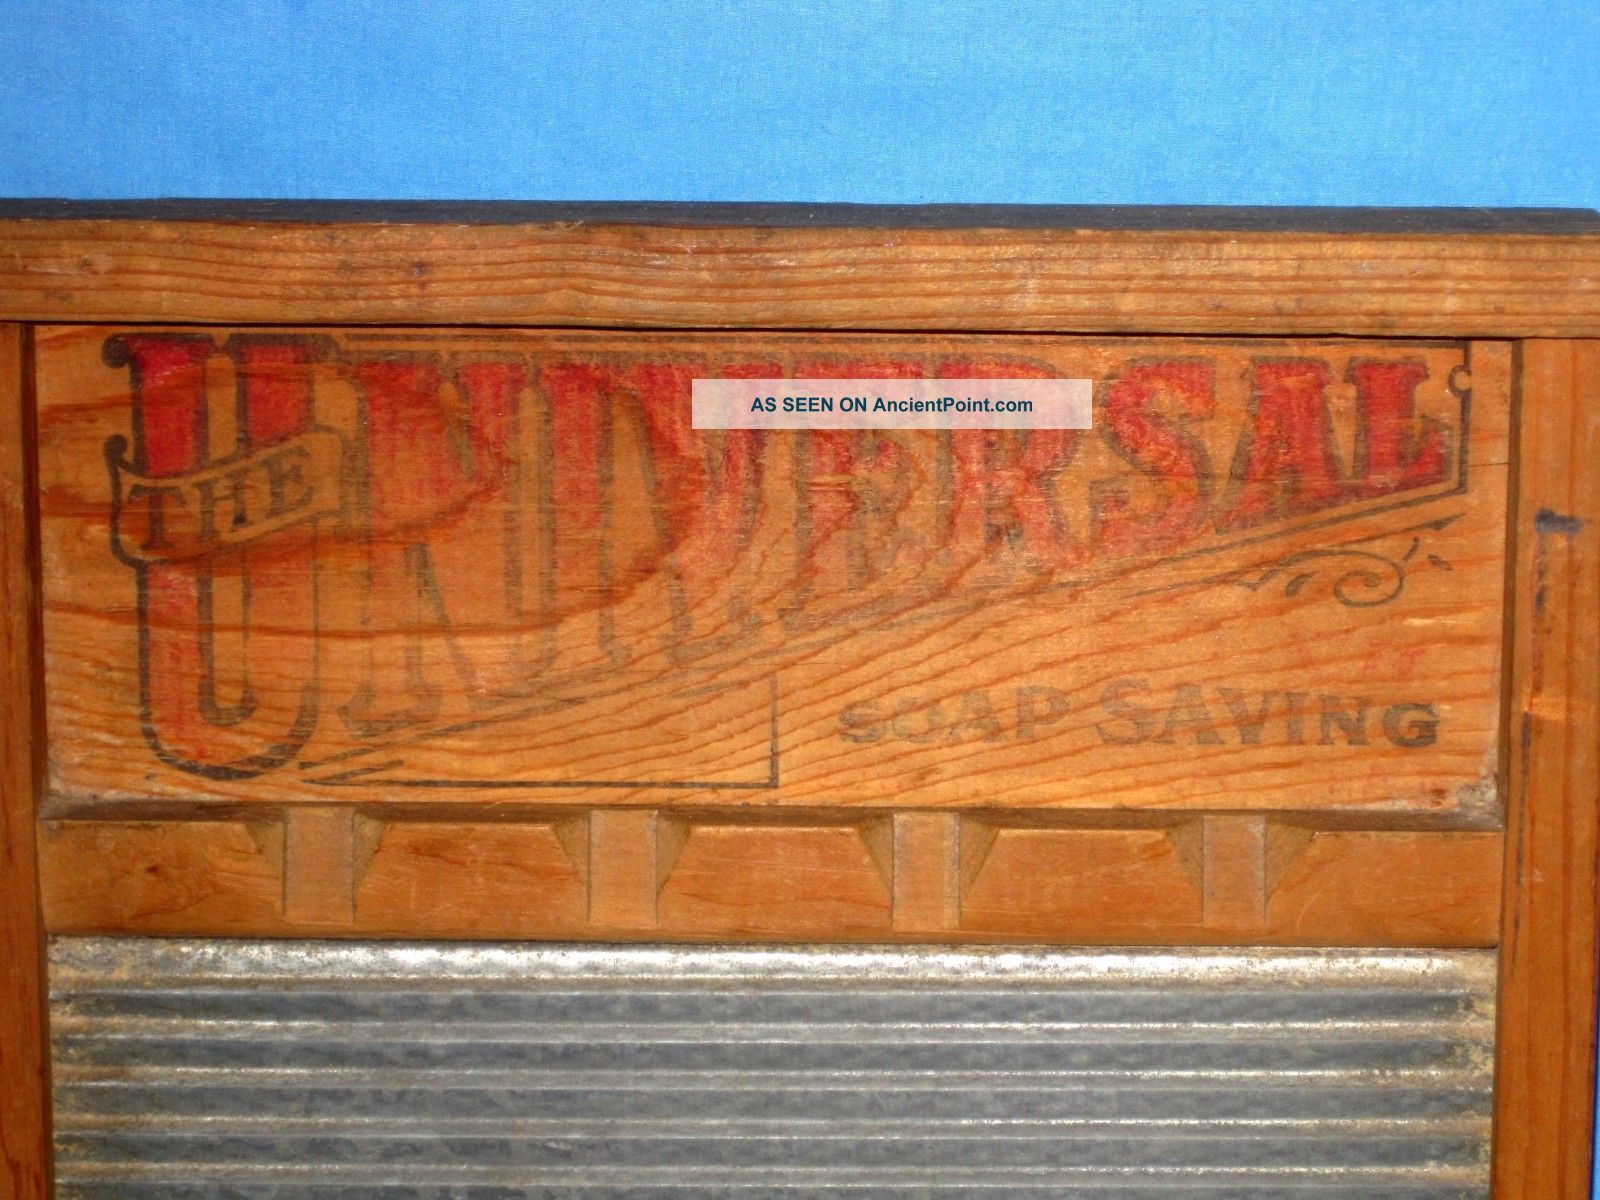 THE
UNIVERSAL
AS SEEN ON AncientPoint.com
SOAP SAVING